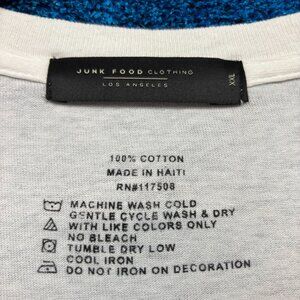 JUNK FOOD CLOTHING
LOS ANGELES
XXL
100% COTTON
MADE IN HAITI
RN#117508
MACHINE WASH COLD
GENTLE CYCLE WASH & DRY
WITH LIKE COLORS ONLY
NO BLEACH
TUMBLE DRY LOW
COOL IRON
DO NOT IRON ON DECORATION